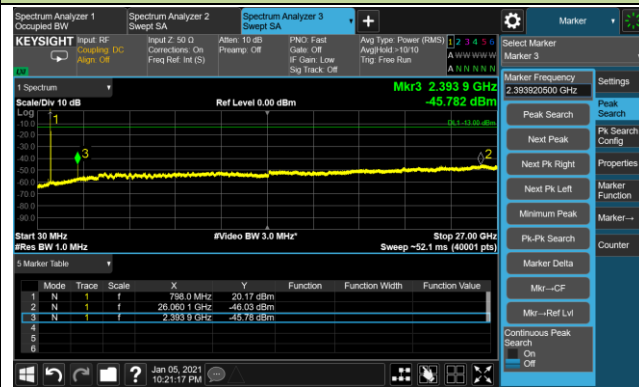 Spectrum Analyzer 1
Occupied BW
Spectrum Analyzer 2
Swept SA
Spectrum Analyzer 3
Swept SA
+
Marker
KEYSIGHT
Input: RF
Coupling: DC
Align: Off
Input Z: 50 Ω
Corrections: On
Freq Ref: Int (S)
Atten: 10 dB
Preamp: Off
PNO: Fast
Gate: Off
IF Gain: Low
Sig Track: Off
Avg Type: Power (RMS)
Avg|Hold:>10/10
Trig: Free Run
1 2 3 4 5 6
A W W W W W
A N N N N N
Select Marker
Marker 3
1 Spectrum
Mkr3 2.393 9 GHz
Scale/Div 10 dB
Ref Level 0.00 dBm
-45.782 dBm
Log
DL1 -13.00 dBm
-10.0
-20.0
-30.0
-40.0
-50.0
-60.0
-70.0
-80.0
-90.0
1
3
2
Start 30 MHz
#Video BW 3.0 MHz*
Stop 27.00 GHz
#Res BW 1.0 MHz
Sweep ~52.1 ms (40001 pts)
5 Marker Table
Mode Trace Scale X Y Function Function Width Function Value
1 N 1 f 798.0 MHz 20.17 dBm
2 N 1 f 26.060 1 GHz -46.03 dBm
3 N 1 f 2.393 9 GHz -45.78 dBm
4
5
6
Marker Frequency
2.393920500 GHz
Peak Search
Next Peak
Next Pk Right
Next Pk Left
Minimum Peak
Pk-Pk Search
Marker Delta
Mkr→CF
Mkr→Ref Lvl
Continuous Peak
Search
On
Off
Settings
Peak
Search
Pk Search
Config
Properties
Marker
Function
Marker→
Counter
?
Jan 05, 2021
10:21:17 PM